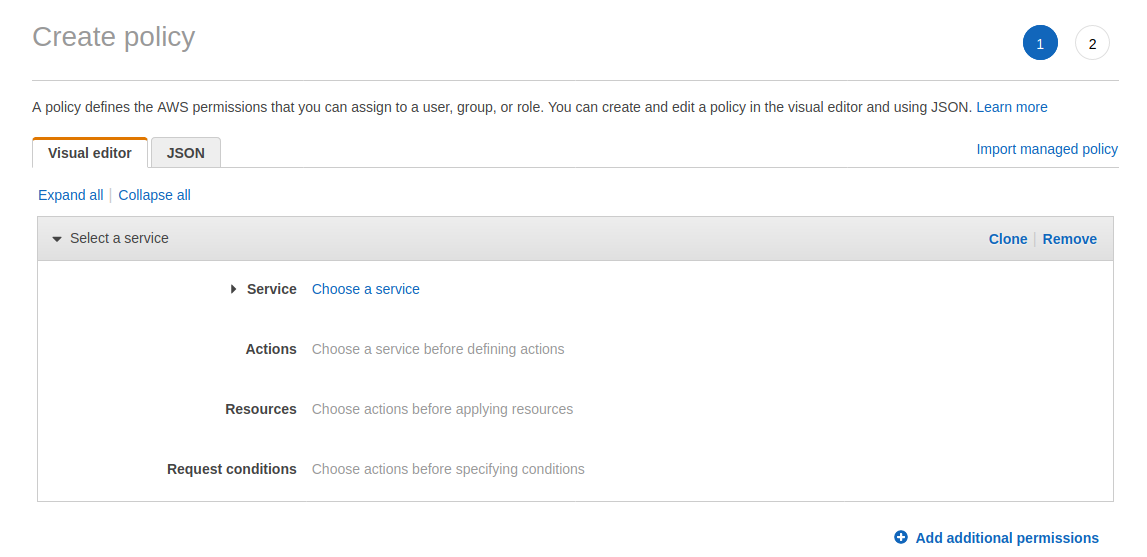 Create policy
1 2
A policy defines the AWS permissions that you can assign to a user, group, or role. You can create and edit a policy in the visual editor and using JSON. Learn more
Visual editor JSON Import managed policy
Expand all | Collapse all
Select a service Clone | Remove
Service Choose a service
Actions Choose a service before defining actions
Resources Choose actions before applying resources
Request conditions Choose actions before specifying conditions
Add additional permissions